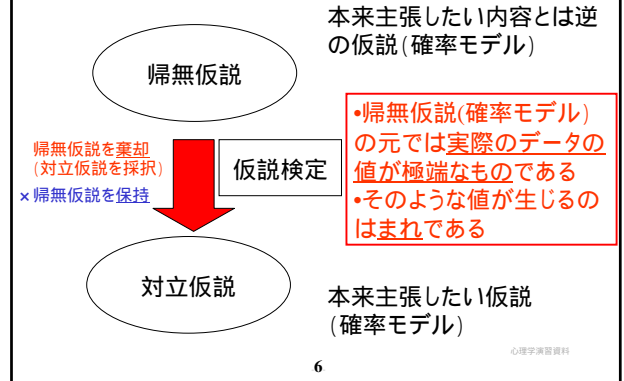 本来主張したい内容とは逆
の仮説(確率モデル)
帰無仮説
•帰無仮説(確率モデル)
の元では実際のデータの
値が極端なものである
•そのような値が生じるの
はまれである
帰無仮説を棄却
(対立仮説を採択)
×帰無仮説を保持
仮説検定
対立仮説
本来主張したい仮説
(確率モデル)
心理学演習資料
6